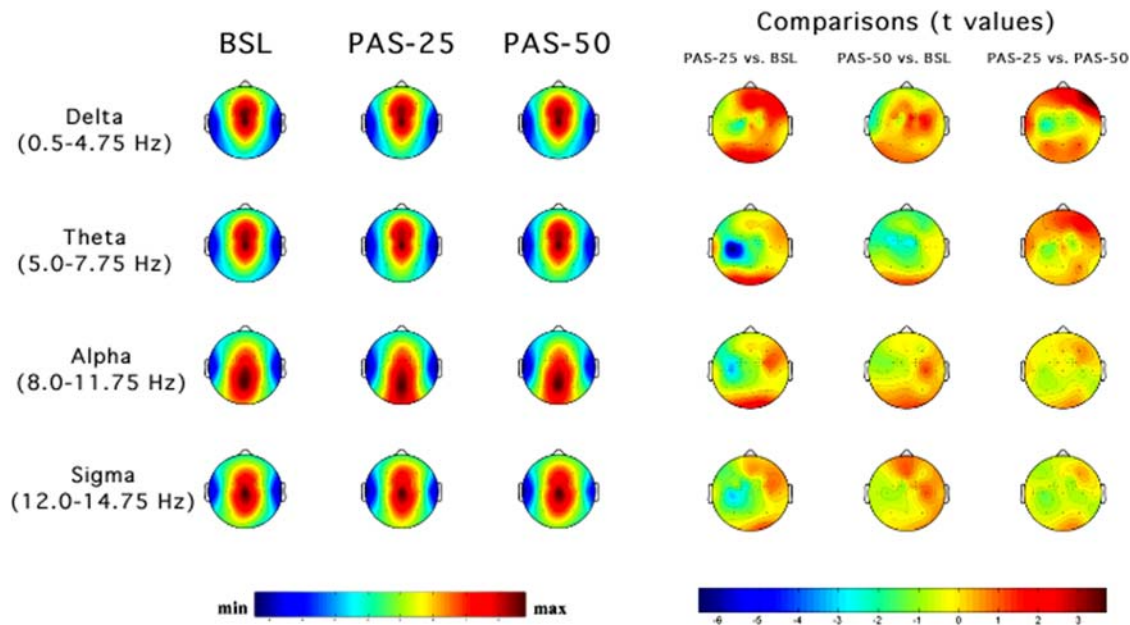 Comparisons (t values)
BSL PAS-25 PAS-50
PAS-25 vs. BSL PAS-50 vs. BSL PAS-25 vs. PAS-50
Delta
(0.5-4.75 Hz)
Theta
(5.0-7.75 Hz)
Alpha
(8.0-11.75 Hz)
Sigma
(12.0-14.75 Hz)
min max
-6 -5 -4 -3 -2 -1 0 1 2 3